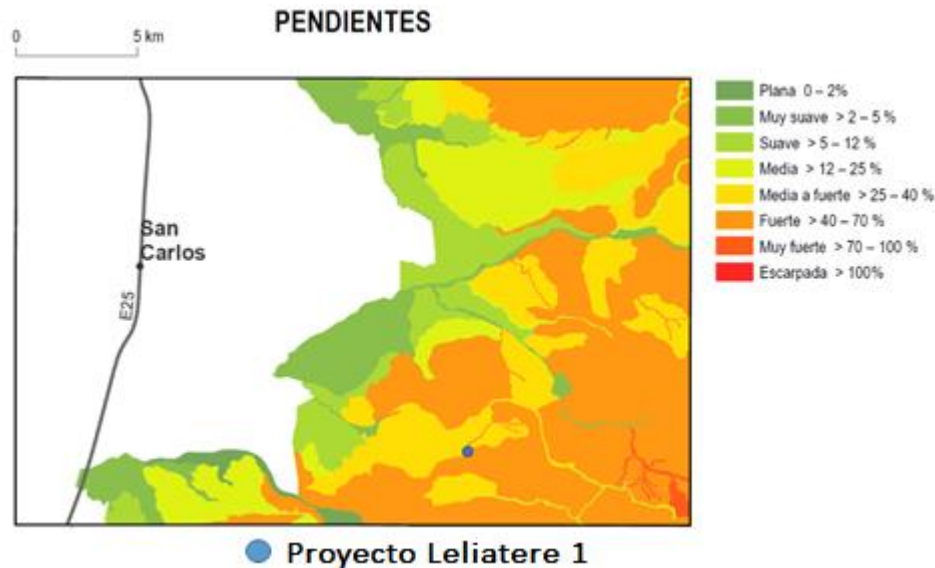 PENDIENTES
0 5 km
San
Carlos
E25
Plana 0 – 2%
Muy suave > 2 – 5 %
Suave > 5 – 12 %
Media > 12 – 25 %
Media a fuerte > 25 – 40 %
Fuerte > 40 – 70 %
Muy fuerte > 70 – 100 %
Escarpada > 100%
Proyecto Leliatere 1